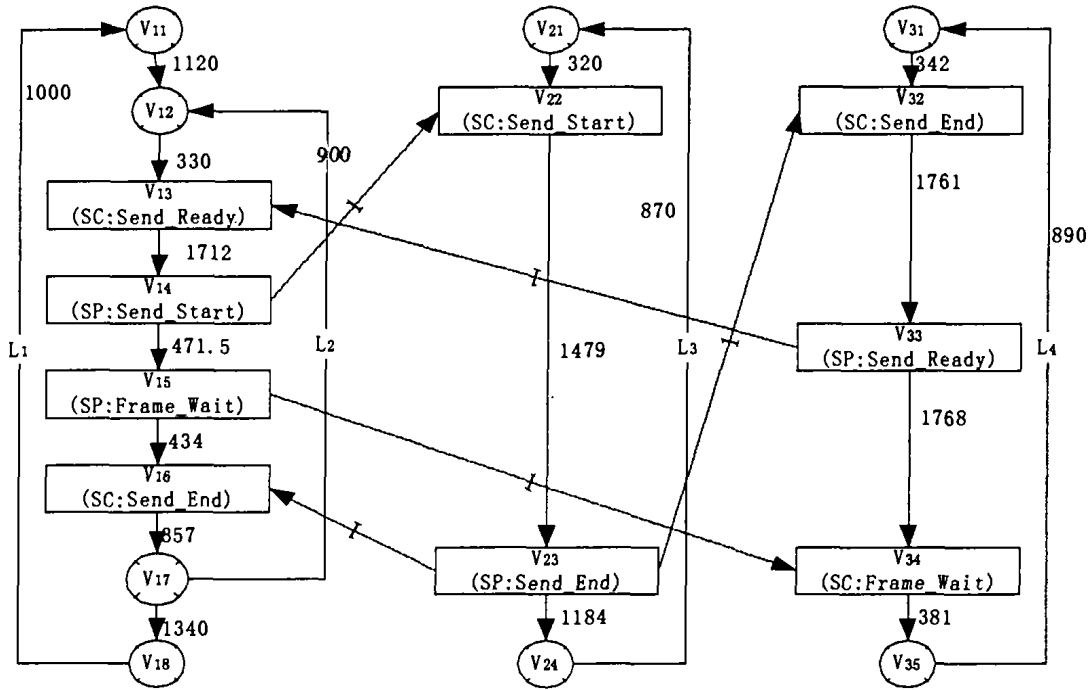 V11
1120
1000
V12
330
900
V13
(SC:Send_Ready)
1712
V14
(SP:Send_Start)
471.5
L1
L2
V15
(SP:Frame_Wait)
434
V16
(SC:Send_End)
857
V17
1340
V18
V21
320
V22
(SC:Send_Start)
870
1479
L3
V23
(SP:Send_End)
1184
V24
V31
342
V32
(SC:Send_End)
1761
890
V33
(SP:Send_Ready)
L4
1768
V34
(SC:Frame_Wait)
381
V35